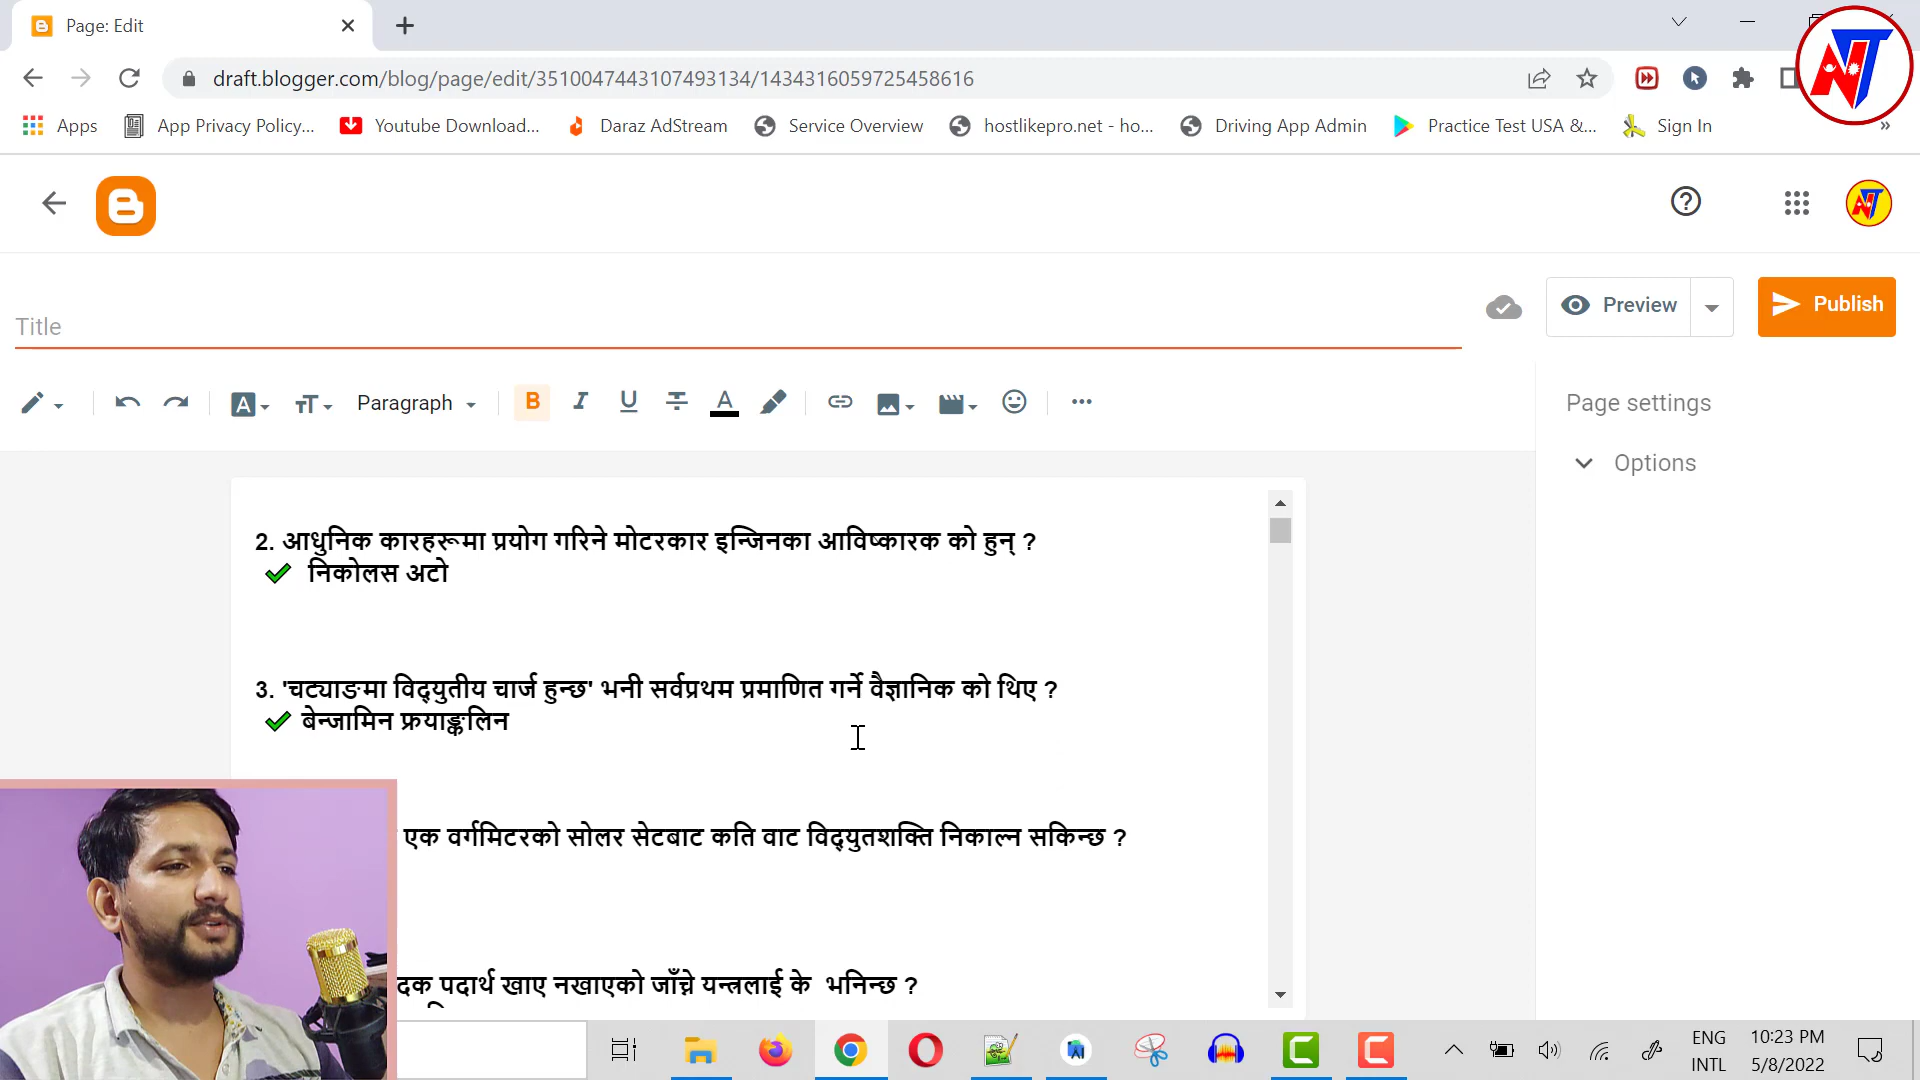 Page: Edit
draft.blogger.com/blog/page/edit/3510047443107493134/1434316059725458616
Apps
App Privacy Policy...
Youtube Download...
Daraz AdStream
Service Overview
hostlikepro.net - ho...
Driving App Admin
Practice Test USA &...
Sign In
Title
Preview
Publish
Paragraph
Page settings
Options
2. आधुनिक कारहरूमा प्रयोग गरिने मोटरकार इन्जिनका आविष्कारक को हुन् ?
निकोलस अटो
3. 'चट्याङमा विद्युतीय चार्ज हुन्छ' भनी सर्वप्रथम प्रमाणित गर्ने वैज्ञानिक को थिए ?
बेन्जामिन फ्रयाङ्कलिन
एक वर्गमिटरको सोलर सेटबाट कति वाट विद्युतशक्ति निकाल्न सकिन्छ ?
पदार्थ खाए नखाएको जाँच्ने यन्त्रलाई के भनिन्छ ?
ENG
INTL
10:23 PM
5/8/2022